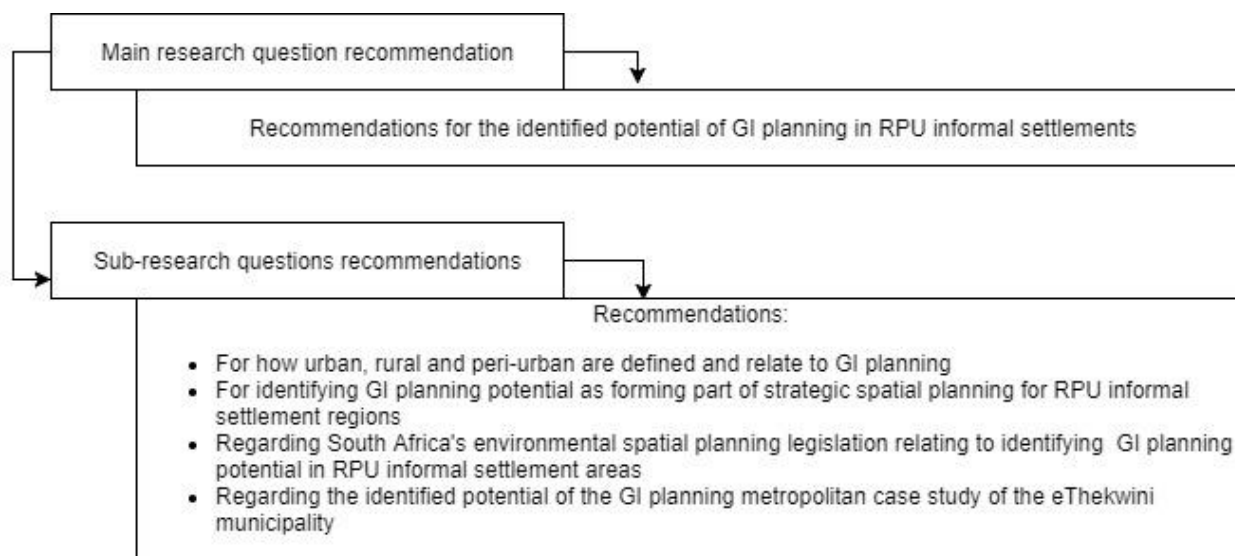 Main research question recommendation
Recommendations for the identified potential of GI planning in RPU informal settlements
Sub-research questions recommendations
Recommendations:
• For how urban, rural and peri-urban are defined and relate to GI planning
• For identifying GI planning potential as forming part of strategic spatial planning for RPU informal
settlement regions
• Regarding South Africa's environmental spatial planning legislation relating to identifying GI planning
potential in RPU informal settlement areas
• Regarding the identified potential of the GI planning metropolitan case study of the eThekwini
municipality